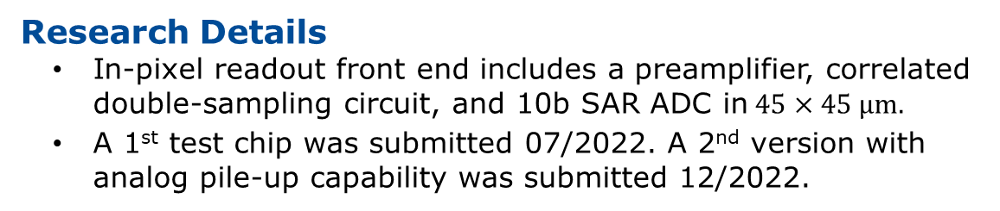 Research Details
• In-pixel readout front end includes a preamplifier, correlated
double-sampling circuit, and 10b SAR ADC in 45 × 45 μm.
• A 1st test chip was submitted 07/2022. A 2nd version with
analog pile-up capability was submitted 12/2022.